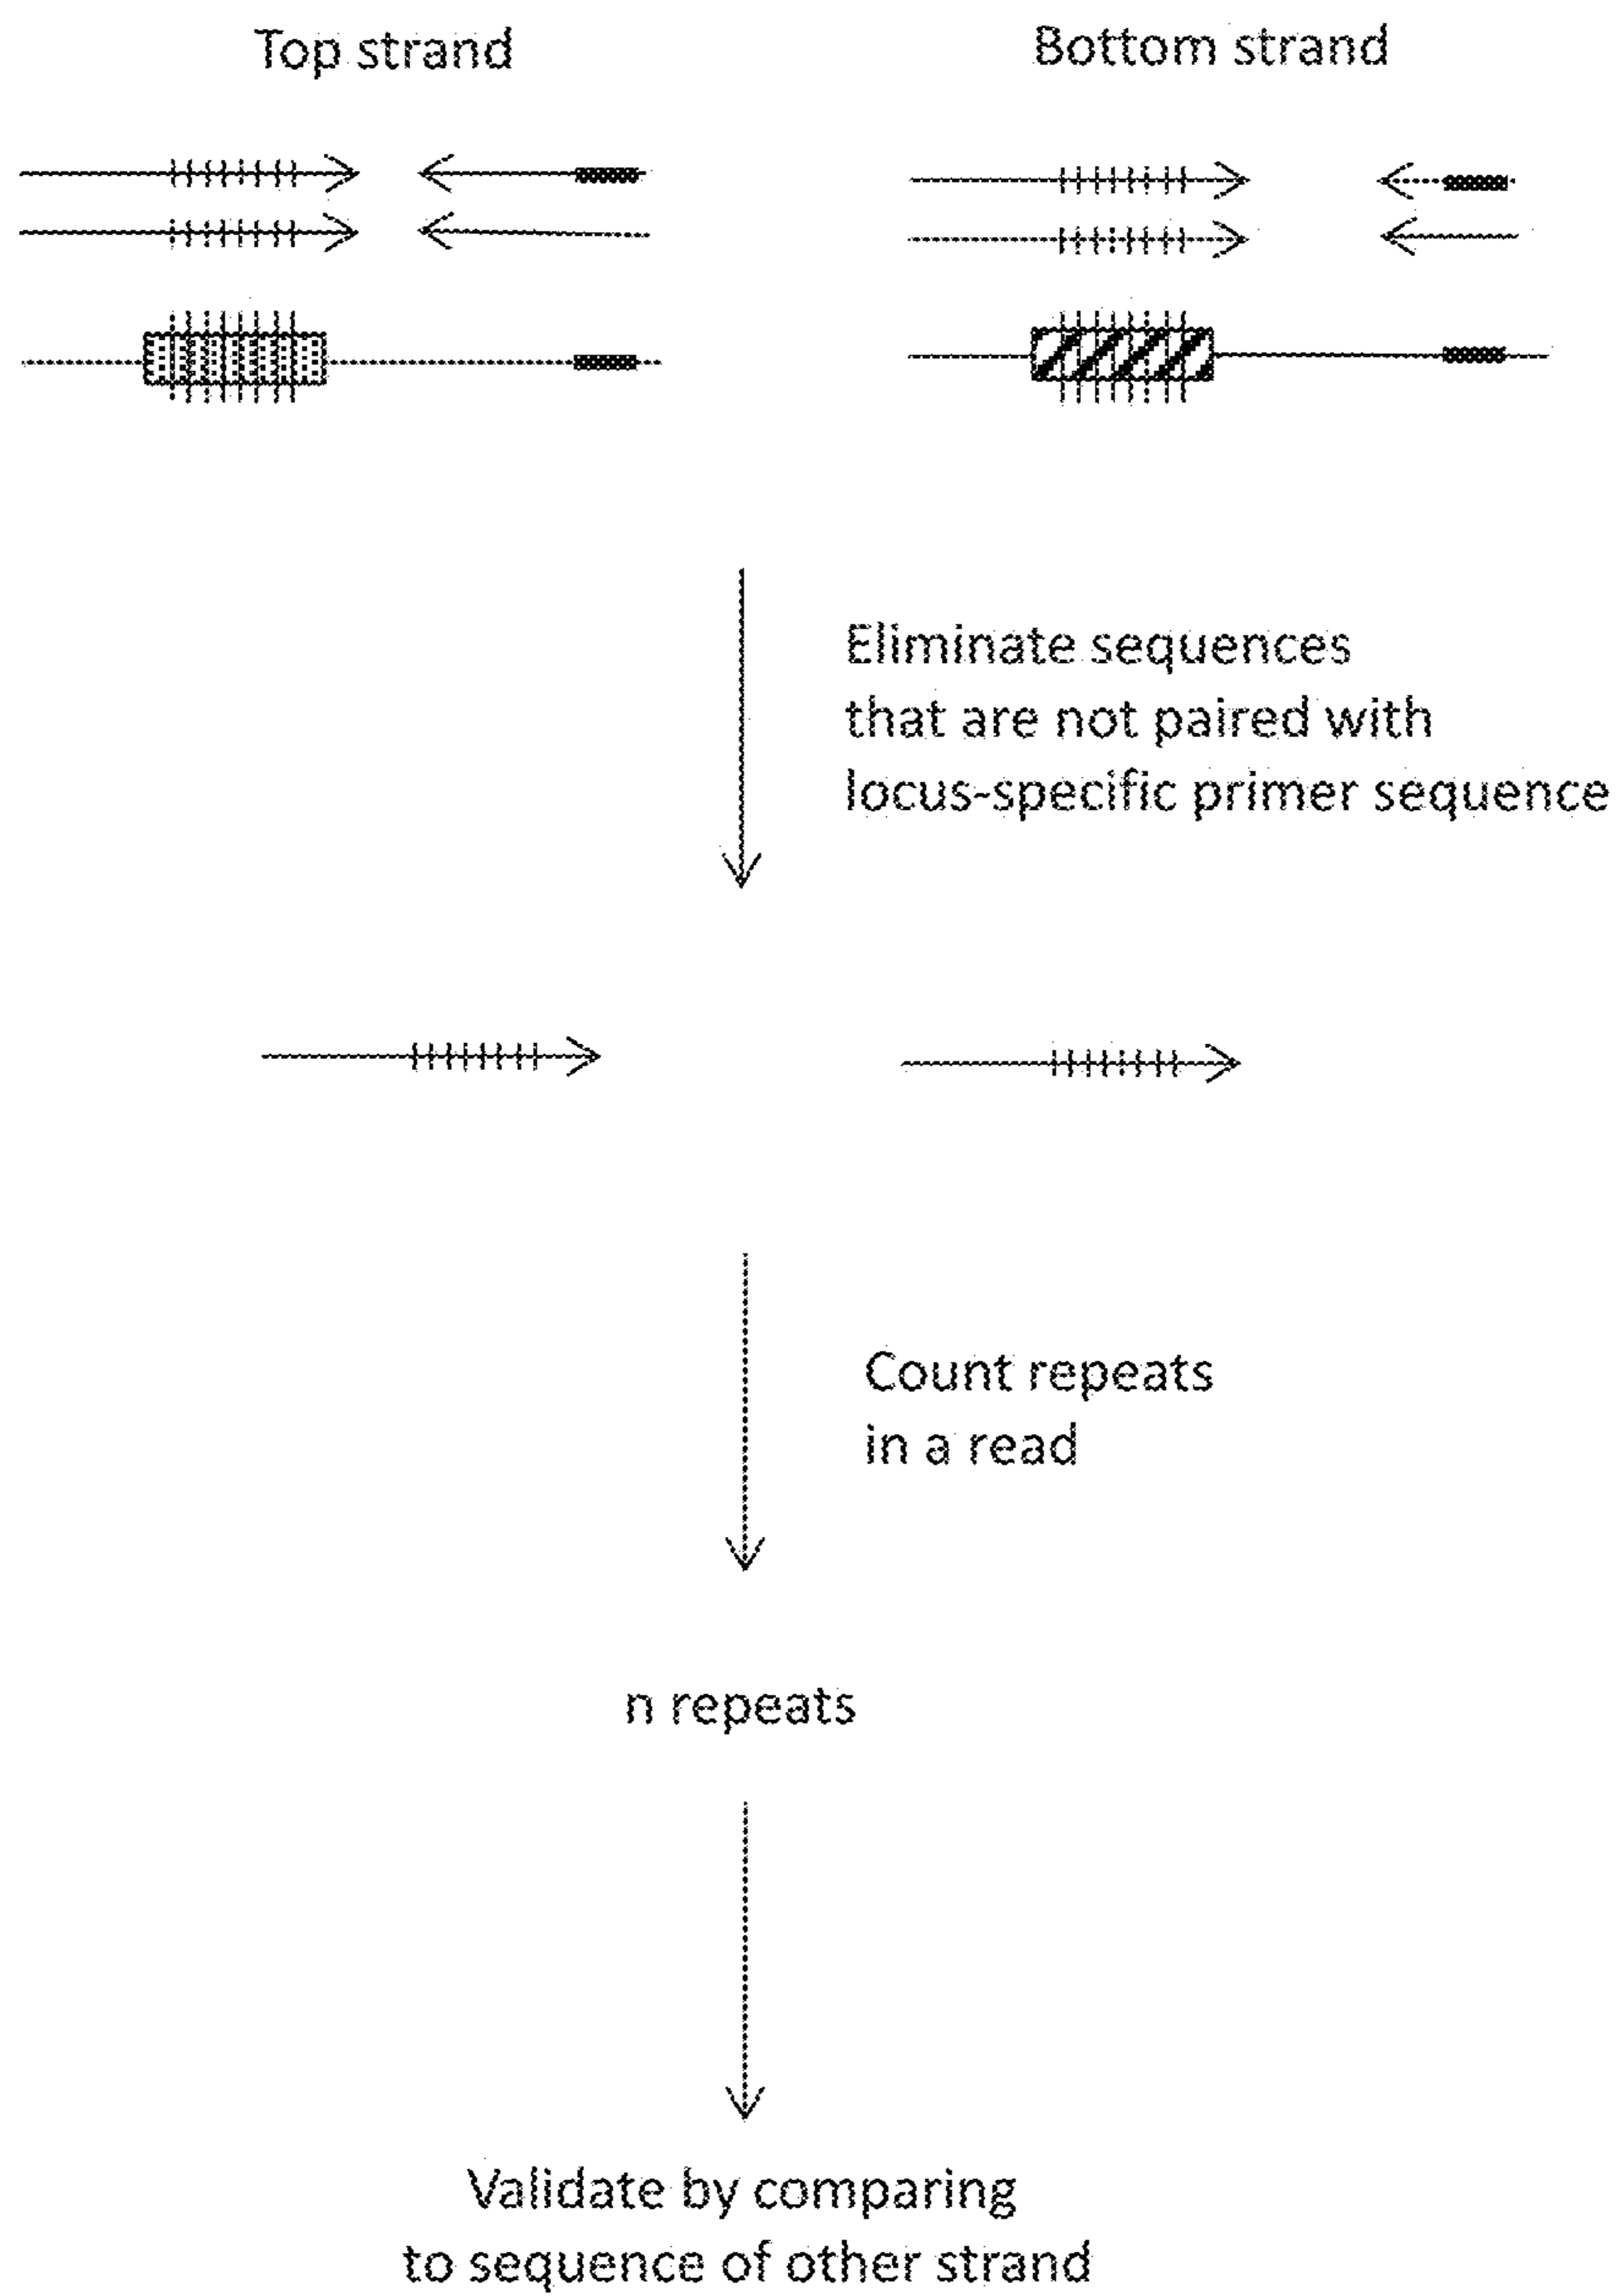 Top strand
Bottom strand
Eliminate sequences
that are not paired with
locus-specific primer sequence
Count repeats
in a read
n repeats
Validate by comparing
to sequence of other strand